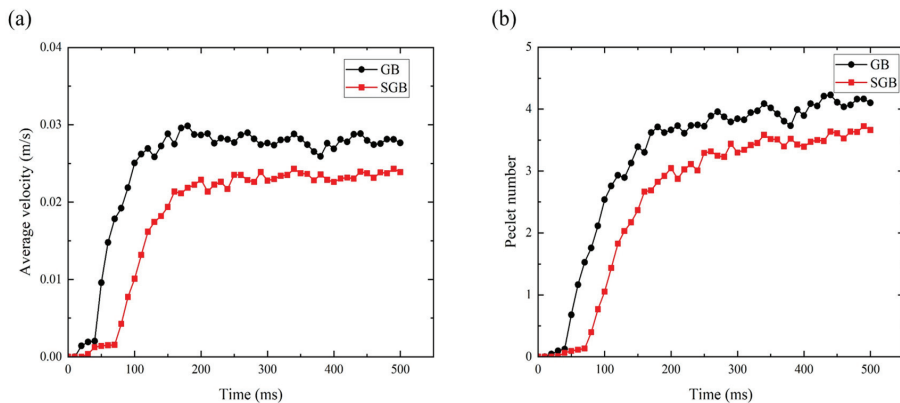 (a)
0.04
0.03
0.02
0.01
0.00
Average velocity (m/s)
GB
SGB
0 100 200 300 400 500
Time (ms)
(b)
5
4
3
2
1
0
Peclet number
GB
SGB
0 100 200 300 400 500
Time (ms)